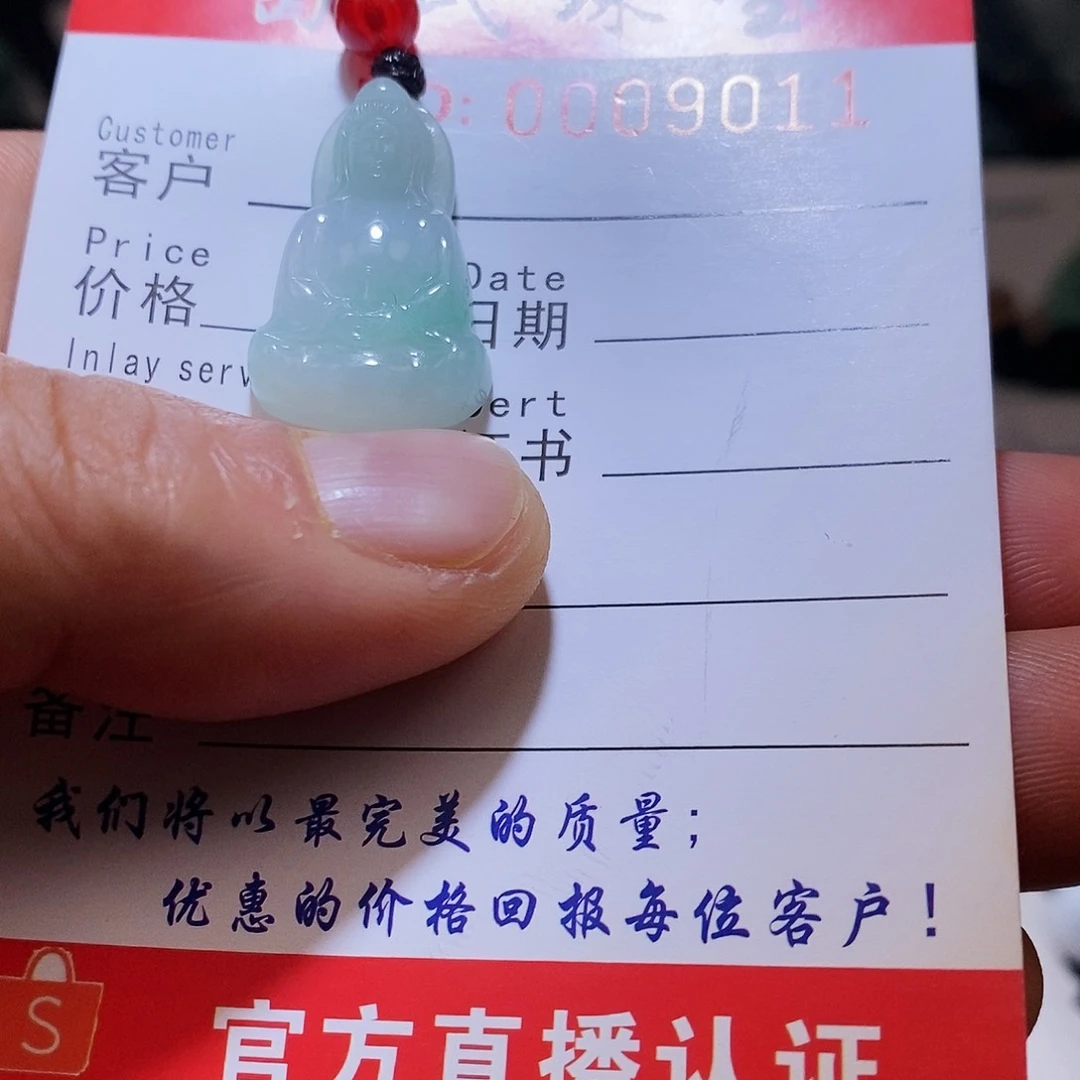 0009011
Customer
客户
Price
价格
Date
日期
Inlay serv
ert
书
备注
我们将以最完美的质量；
优惠的价格回报每位客户！
S
官方直播认证